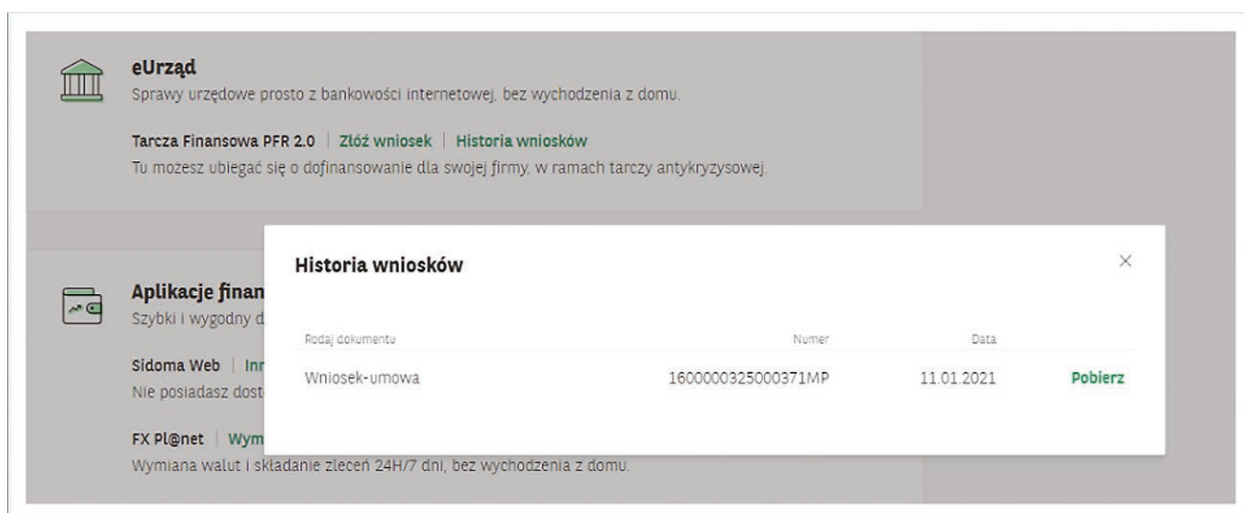 eUrząd
Sprawy urzędowe prosto z bankowości internetowej, bez wychodzenia z domu.
Tarcza Finansowa PFR 2.0 | Złóż wniosek | Historia wniosków
Tu możesz ubiegać się o dofinansowanie dla swojej firmy, w ramach tarczy antykryzysowej.
Historia wniosków
Aplikacje finan
Szybki i wygodny d
Rodzaj dokumentu Numer Data
Sidoma Web | Inn
Wniosek-umowa 1600000325000371MP 11.01.2021 Pobierz
Nie posiadasz dost
FX Pl@net | Wym
Wymiana walut i składanie zleceń 24H/7 dni, bez wychodzenia z domu.